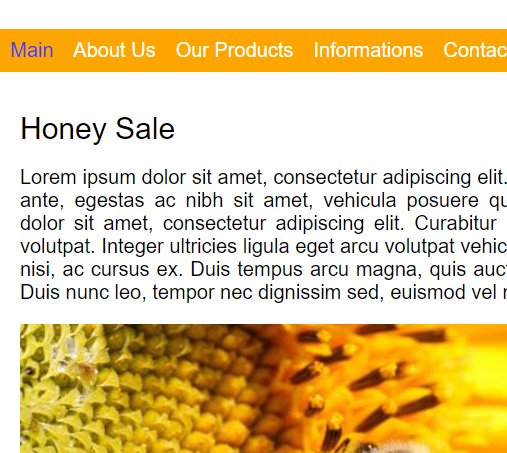 Main About Us Our Products Informations Contac
Honey Sale
Lorem ipsum dolor sit amet, consectetur adipiscing elit.
ante, egestas ac nibh sit amet, vehicula posuere qu
dolor sit amet, consectetur adipiscing elit. Curabitur
volutpat. Integer ultricies ligula eget arcu volutpat vehic
nisi, ac cursus ex. Duis tempus arcu magna, quis auct
Duis nunc leo, tempor nec dignissim sed, euismod vel